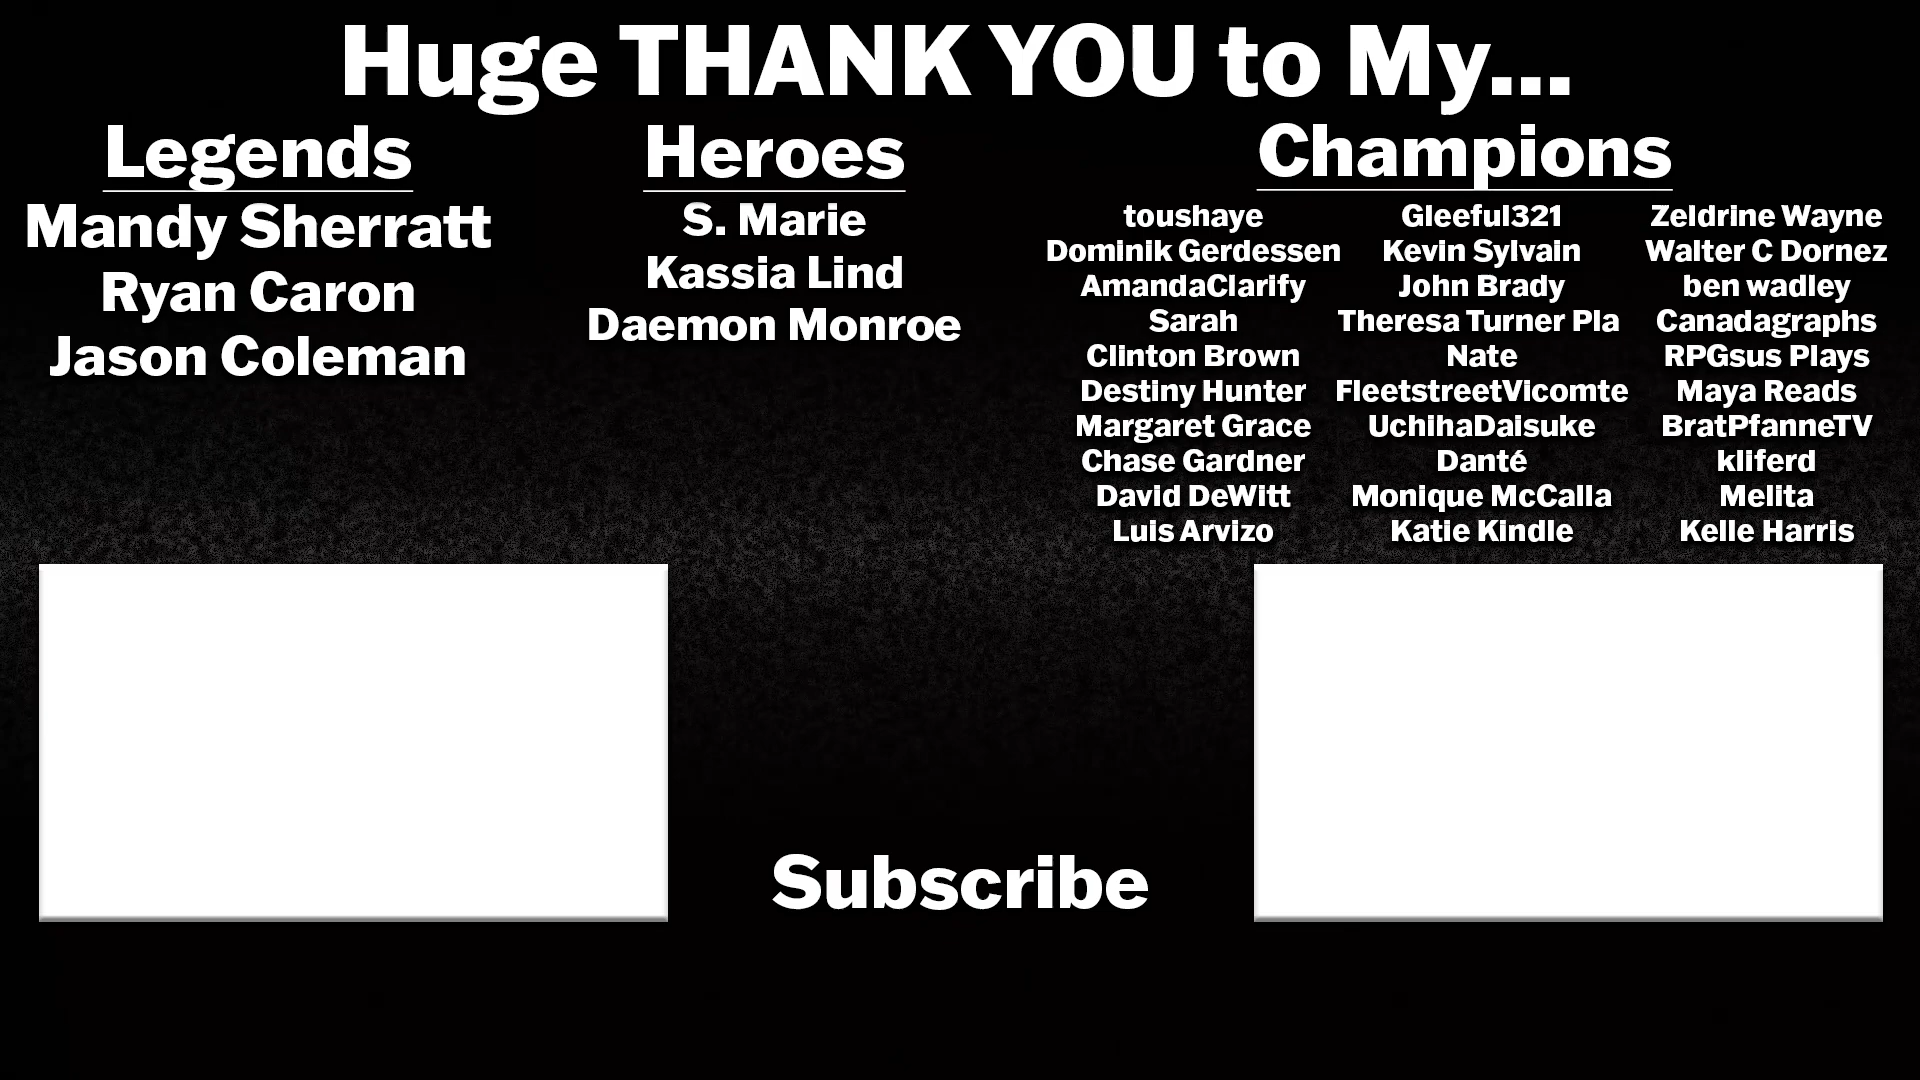 Huge THANK YOU to My...
Legends
Mandy Sherratt
Ryan Caron
Jason Coleman
Heroes
S. Marie
Kassia Lind
Daemon Monroe
Champions
toushaye
Dominik Gerdessen
AmandaClarify
Sarah
Clinton Brown
Destiny Hunter
Margaret Grace
Chase Gardner
David DeWitt
Luis Arvizo
Gleeful321
Kevin Sylvain
John Brady
Theresa Turner Pla
Nate
FleetstreetVicomte
UchihaDaisuke
Danté
Monique McCalla
Katie Kindle
Zeldrine Wayne
Walter C Dornez
ben wadley
Canadagraphs
RPGsus Plays
Maya Reads
BratPfanneTV
kliferd
Melita
Kelle Harris
Subscribe